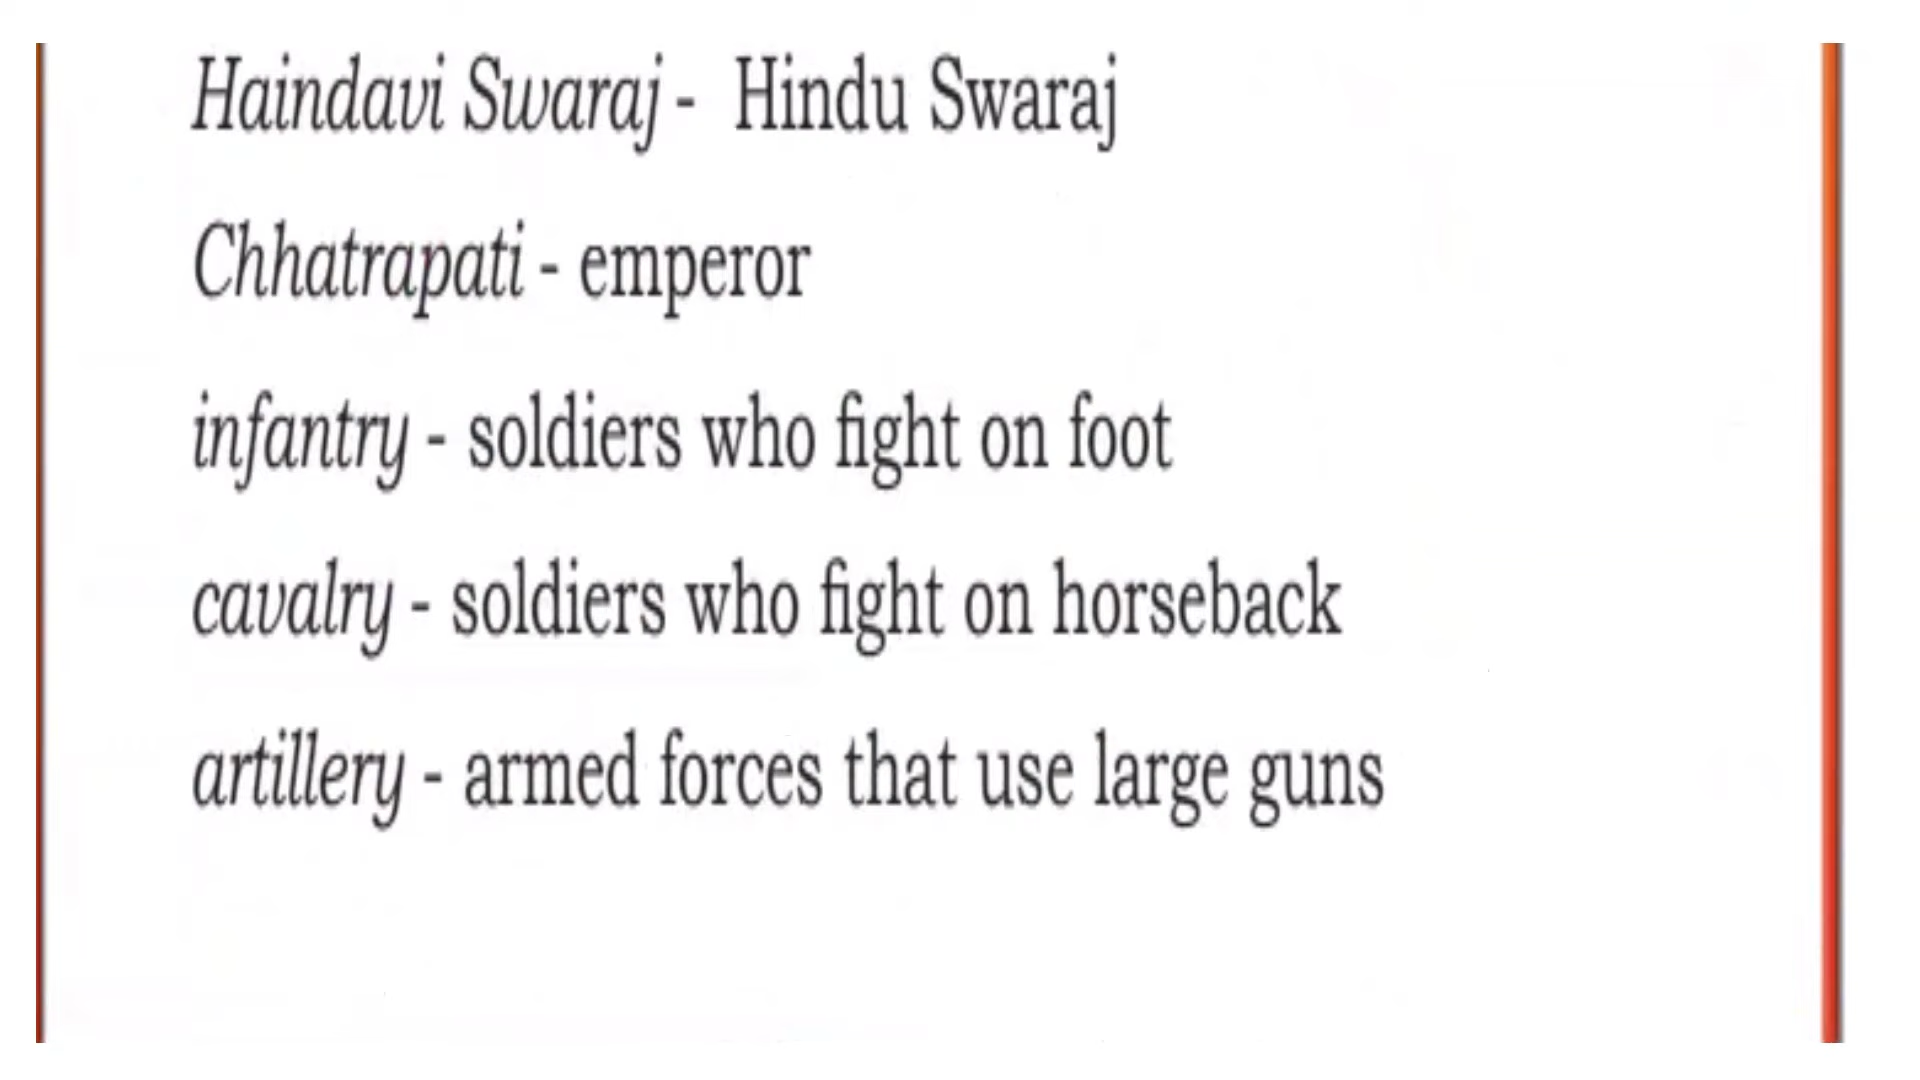 Haindavi Swaraj - Hindu Swaraj
Chhatrapati - emperor
infantry - soldiers who fight on foot
cavalry - soldiers who fight on horseback
artillery - armed forces that use large guns